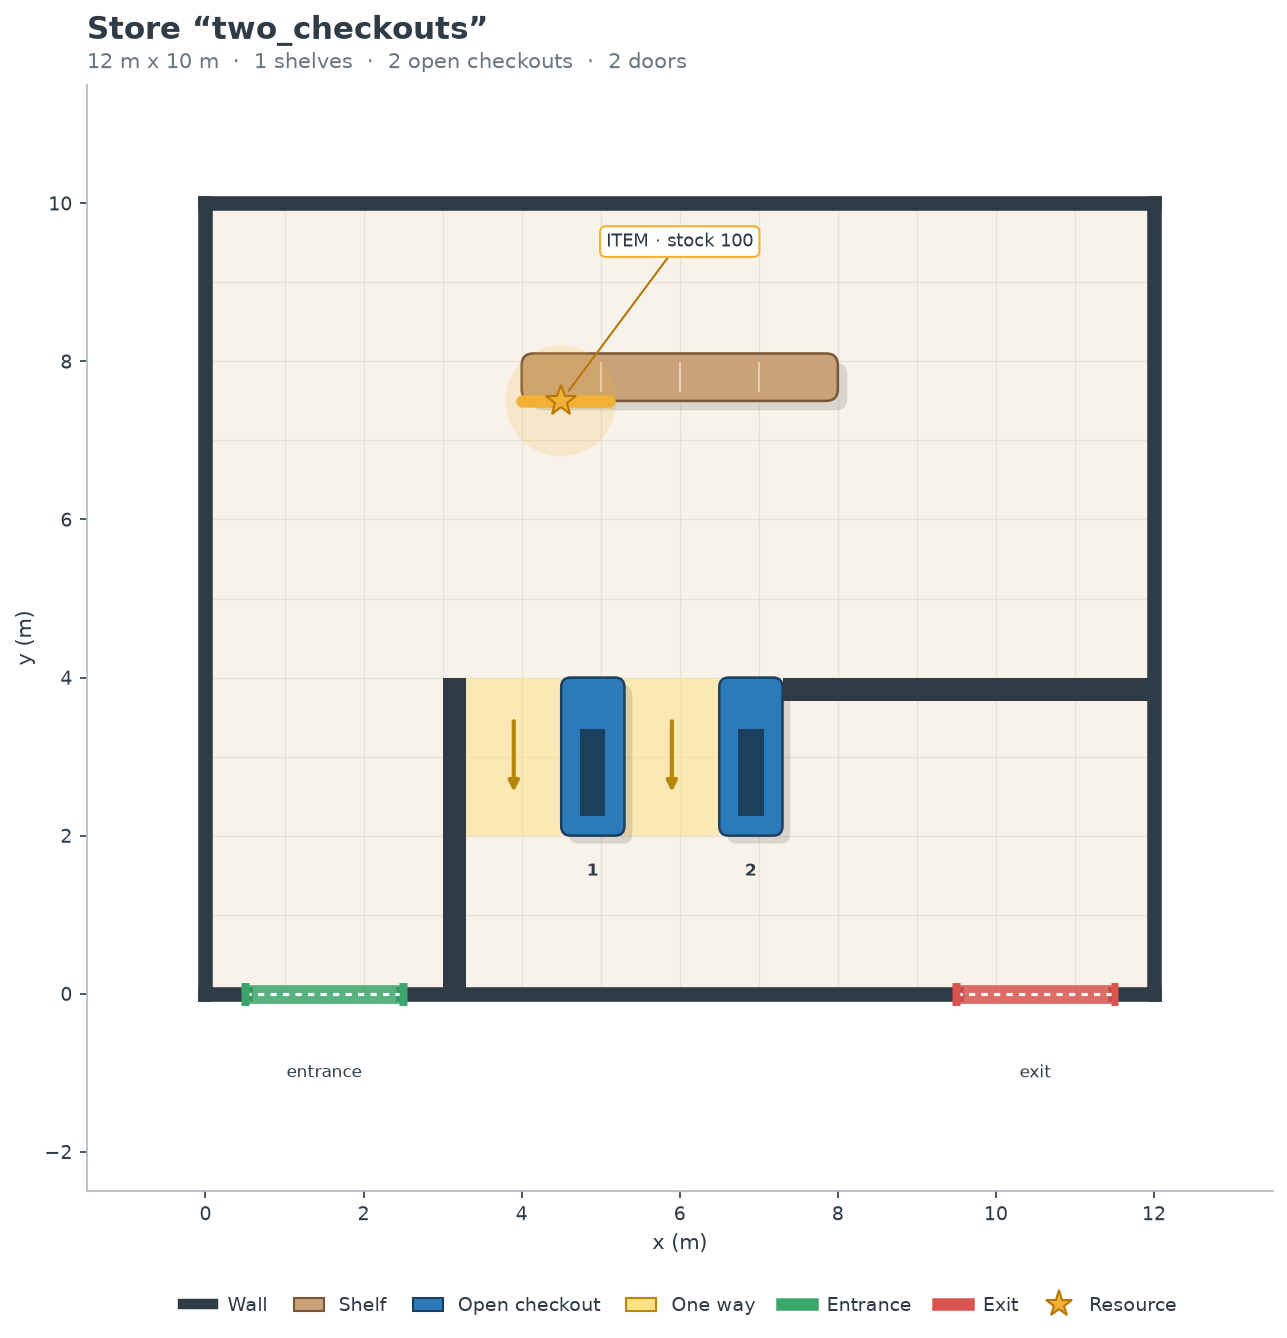 Store “two_checkouts”
12 m x 10 m · 1 shelves · 2 open checkouts · 2 doors
10
ITEM · stock 100
8
6
y (m)
4
2
1
2
0
entrance
exit
−2
0
2
4
6
8
10
12
x (m)
Wall
Shelf
Open checkout
One way
Entrance
Exit
Resource